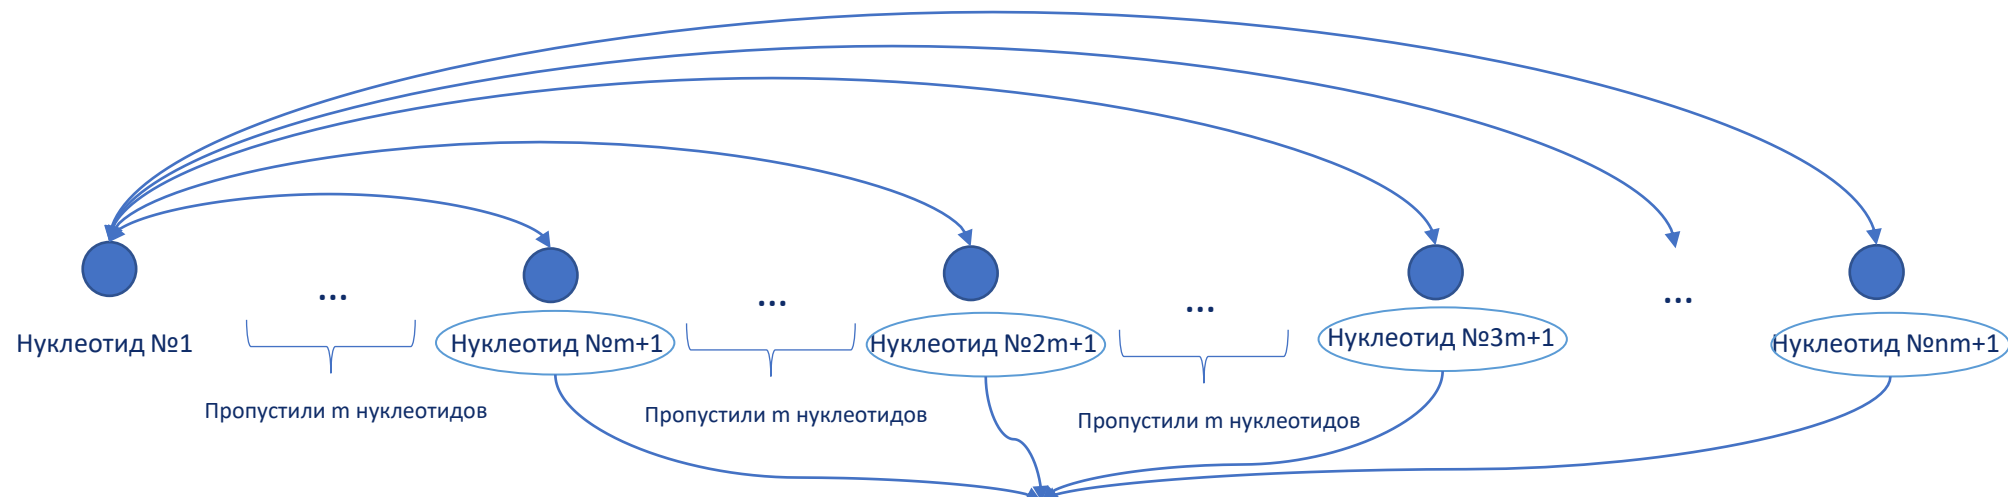 ...
...
...
...
Нуклеотид №1
Нуклеотид №m+1
Нуклеотид №2m+1
Нуклеотид №3m+1
Нуклеотид №nm+1
Пропустили m нуклеотидов
Пропустили m нуклеотидов
Пропустили m нуклеотидов